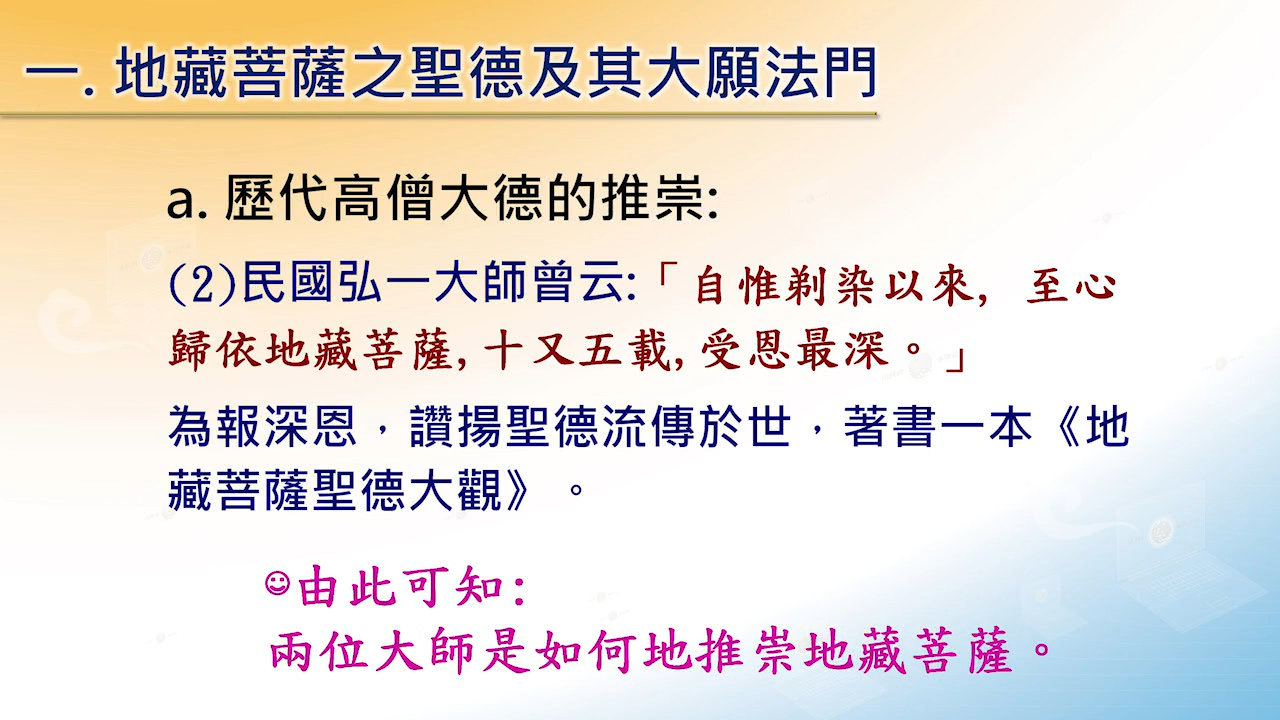 一.地藏菩薩之聖德及其大願法門
a.歷代高僧大德的推崇:
(2)民國弘一大師曾云:「自惟剃染以來, 至心
歸依地藏菩薩,十又五載,受恩最深。」
為報深恩，讚揚聖德流傳於世，著書一本《地
藏菩薩聖德大觀》。
☺由此可知:
兩位大師是如何地推崇地藏菩薩。